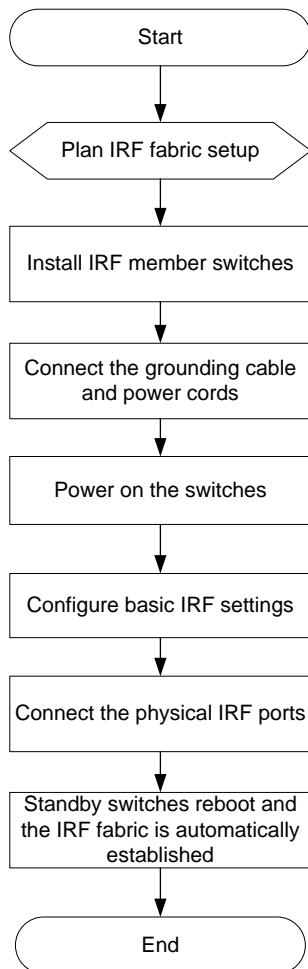 Start
Plan IRF fabric setup
Install IRF member switches
Connect the grounding cable
and power cords
Power on the switches
Configure basic IRF settings
Connect the physical IRF ports
Standby switches reboot and
the IRF fabric is automatically
established
End